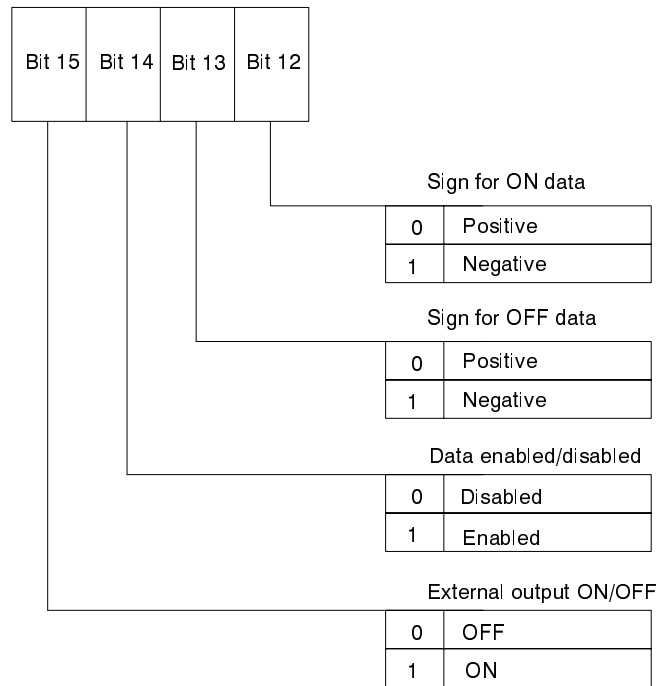 Bit 15 Bit 14 Bit 13 Bit 12
Sign for ON data
0 Positive
1 Negative
Sign for OFF data
0 Positive
1 Negative
Data enabled/disabled
0 Disabled
1 Enabled
External output ON/OFF
0 OFF
1 ON